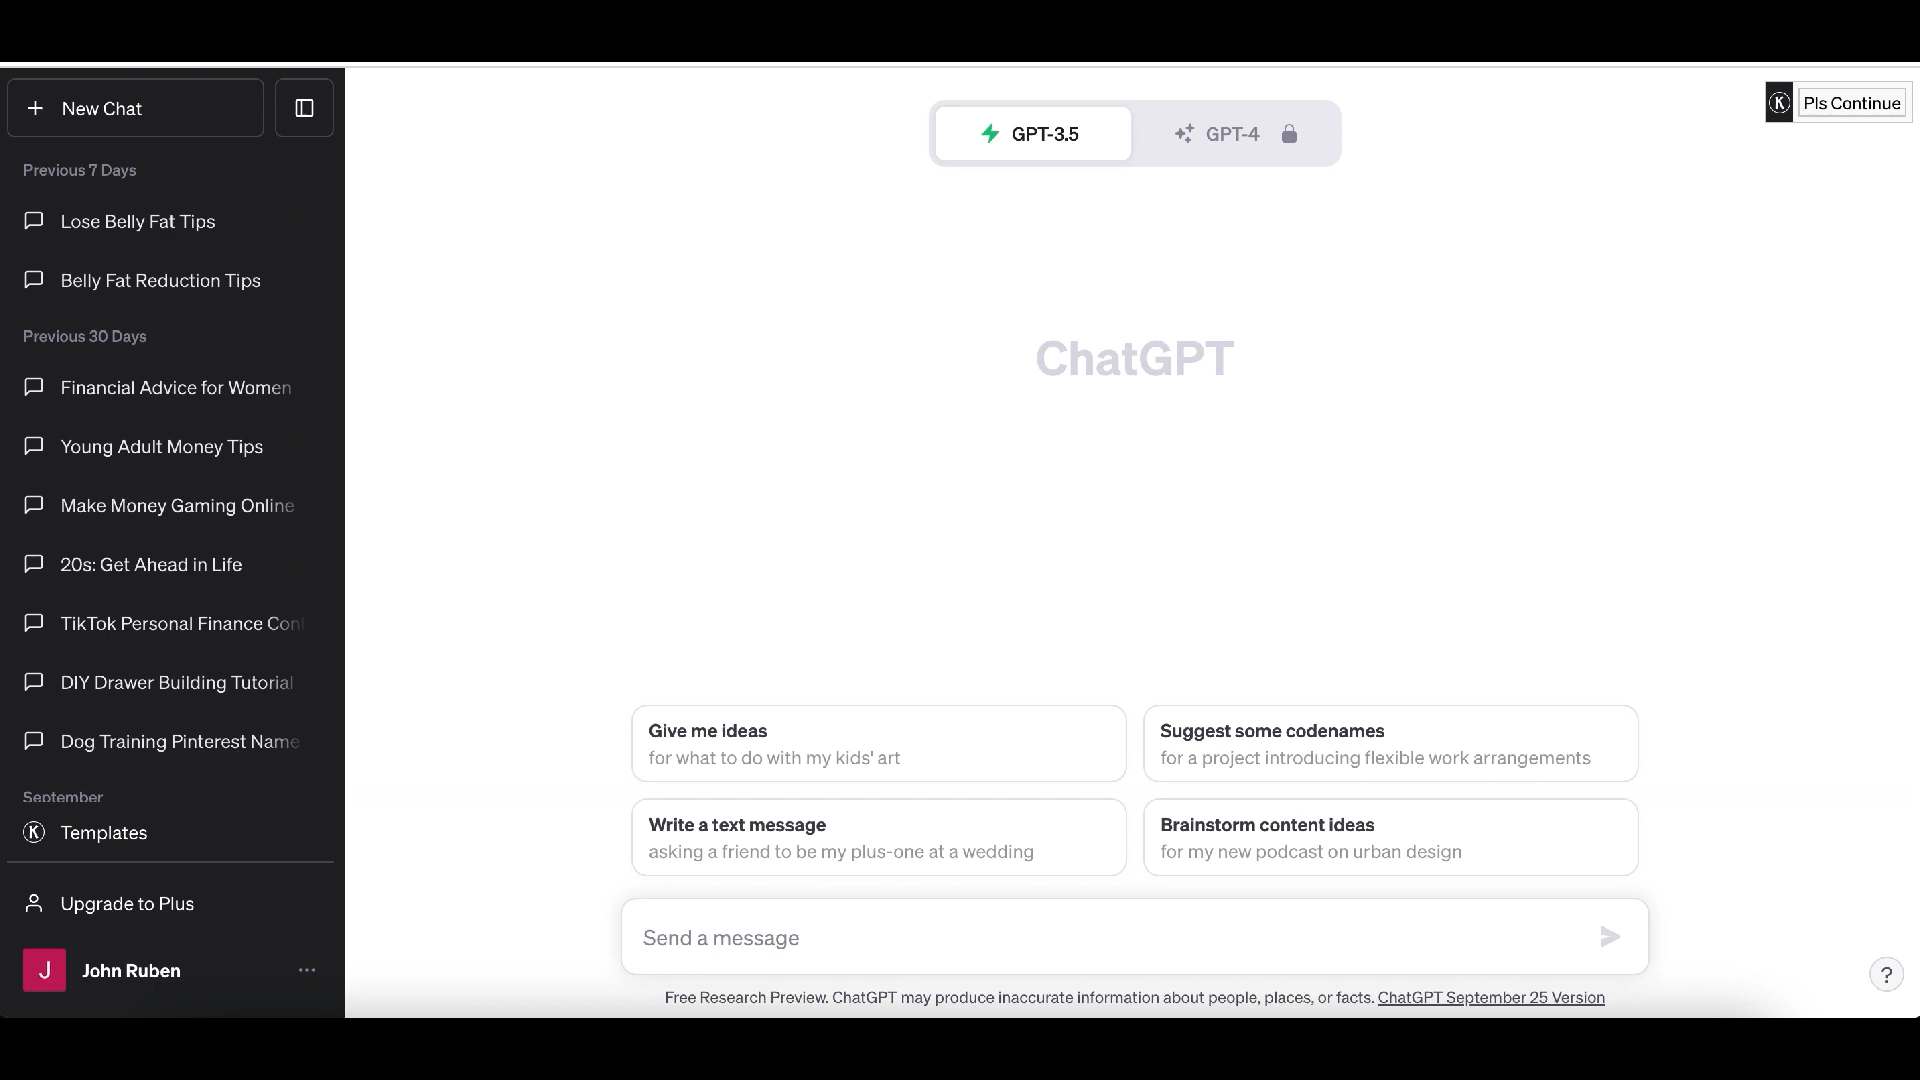 New Chat
Previous 7 Days
Lose Belly Fat Tips
Belly Fat Reduction Tips
Previous 30 Days
Financial Advice for Women
Young Adult Money Tips
Make Money Gaming Online
20s: Get Ahead in Life
TikTok Personal Finance Cont
DIY Drawer Building Tutorial
Dog Training Pinterest Name
September
K Templates
Upgrade to Plus
J John Ruben
GPT-3.5
GPT-4
K Pls Continue
ChatGPT
Give me ideas
for what to do with my kids' art
Suggest some codenames
for a project introducing flexible work arrangements
Write a text message
asking a friend to be my plus-one at a wedding
Brainstorm content ideas
for my new podcast on urban design
Send a message
?
Free Research Preview. ChatGPT may produce inaccurate information about people, places, or facts. ChatGPT September 25 Version